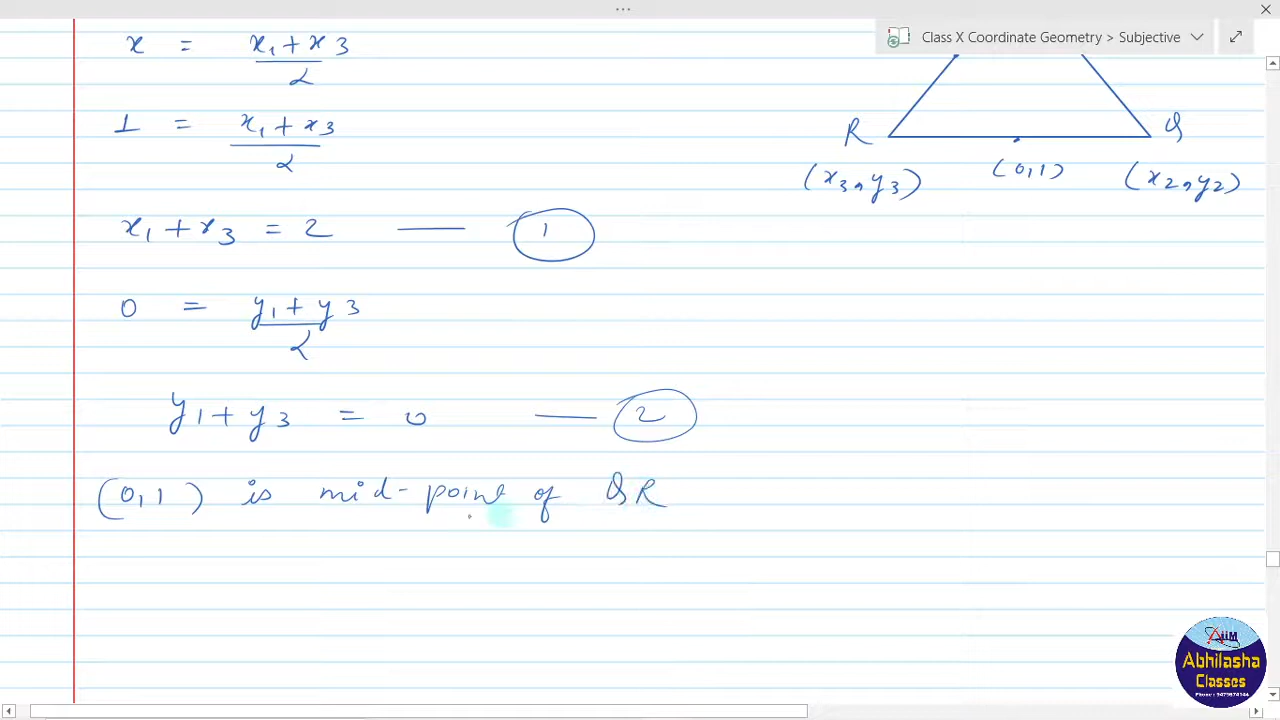 Class X Coordinate Geometry > Subjective
x = x₁ + x₃ / 2
1 = x₁ + x₃ / 2
R
Q
(x₃, y₃)
(0,1)
(x₂, y₂)
x₁ + x₃ = 2 —— 1
0 = y₁ + y₃ / 2
y₁ + y₃ = 0 —— 2
(0,1) is mid-point of QR
AIM
Abhilasha
Classes